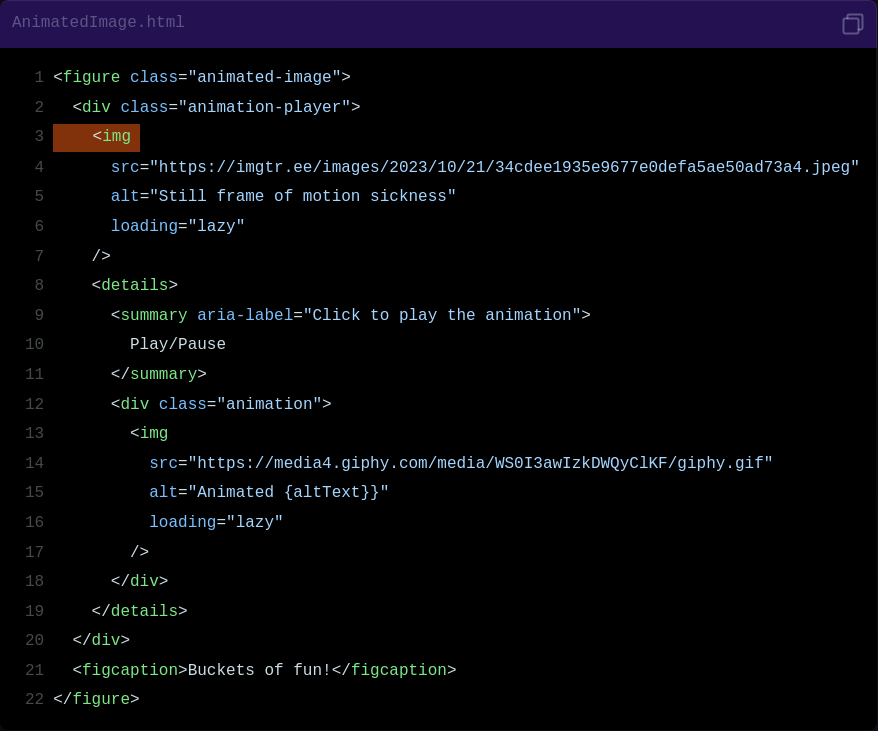 AnimatedImage.html
1 <figure class="animated-image">
2   <div class="animation-player">
3     <img
4       src="https://imgtr.ee/images/2023/10/21/34cdee1935e9677e0defa5ae50ad73a4.jpeg"
5       alt="Still frame of motion sickness"
6       loading="lazy"
7     />
8     <details>
9       <summary aria-label="Click to play the animation">
10         Play/Pause
11       </summary>
12       <div class="animation">
13         <img
14           src="https://media4.giphy.com/media/WS0I3awIzkDWQyClKF/giphy.gif"
15           alt="Animated {altText}}"
16           loading="lazy"
17         />
18       </div>
19     </details>
20   </div>
21   <figcaption>Buckets of fun!</figcaption>
22 </figure>